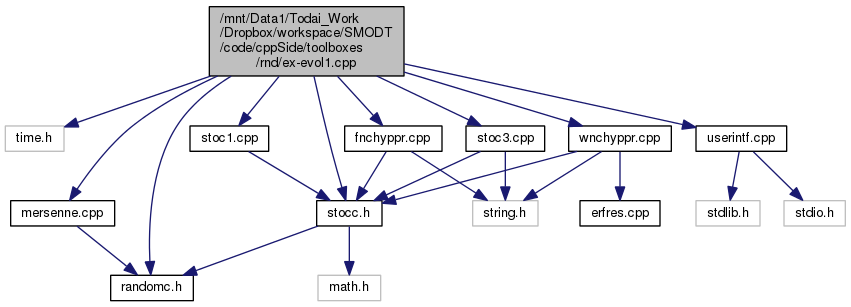 /mnt/Data1/Todai_Work
/Dropbox/workspace/SMODT
/code/cppSide/toolboxes
/rnd/ex-evol1.cpp
time.h
stoc1.cpp
fnchyppr.cpp
stoc3.cpp
wnchyppr.cpp
userintf.cpp
mersenne.cpp
stocc.h
string.h
erfres.cpp
stdlib.h
stdio.h
randomc.h
math.h